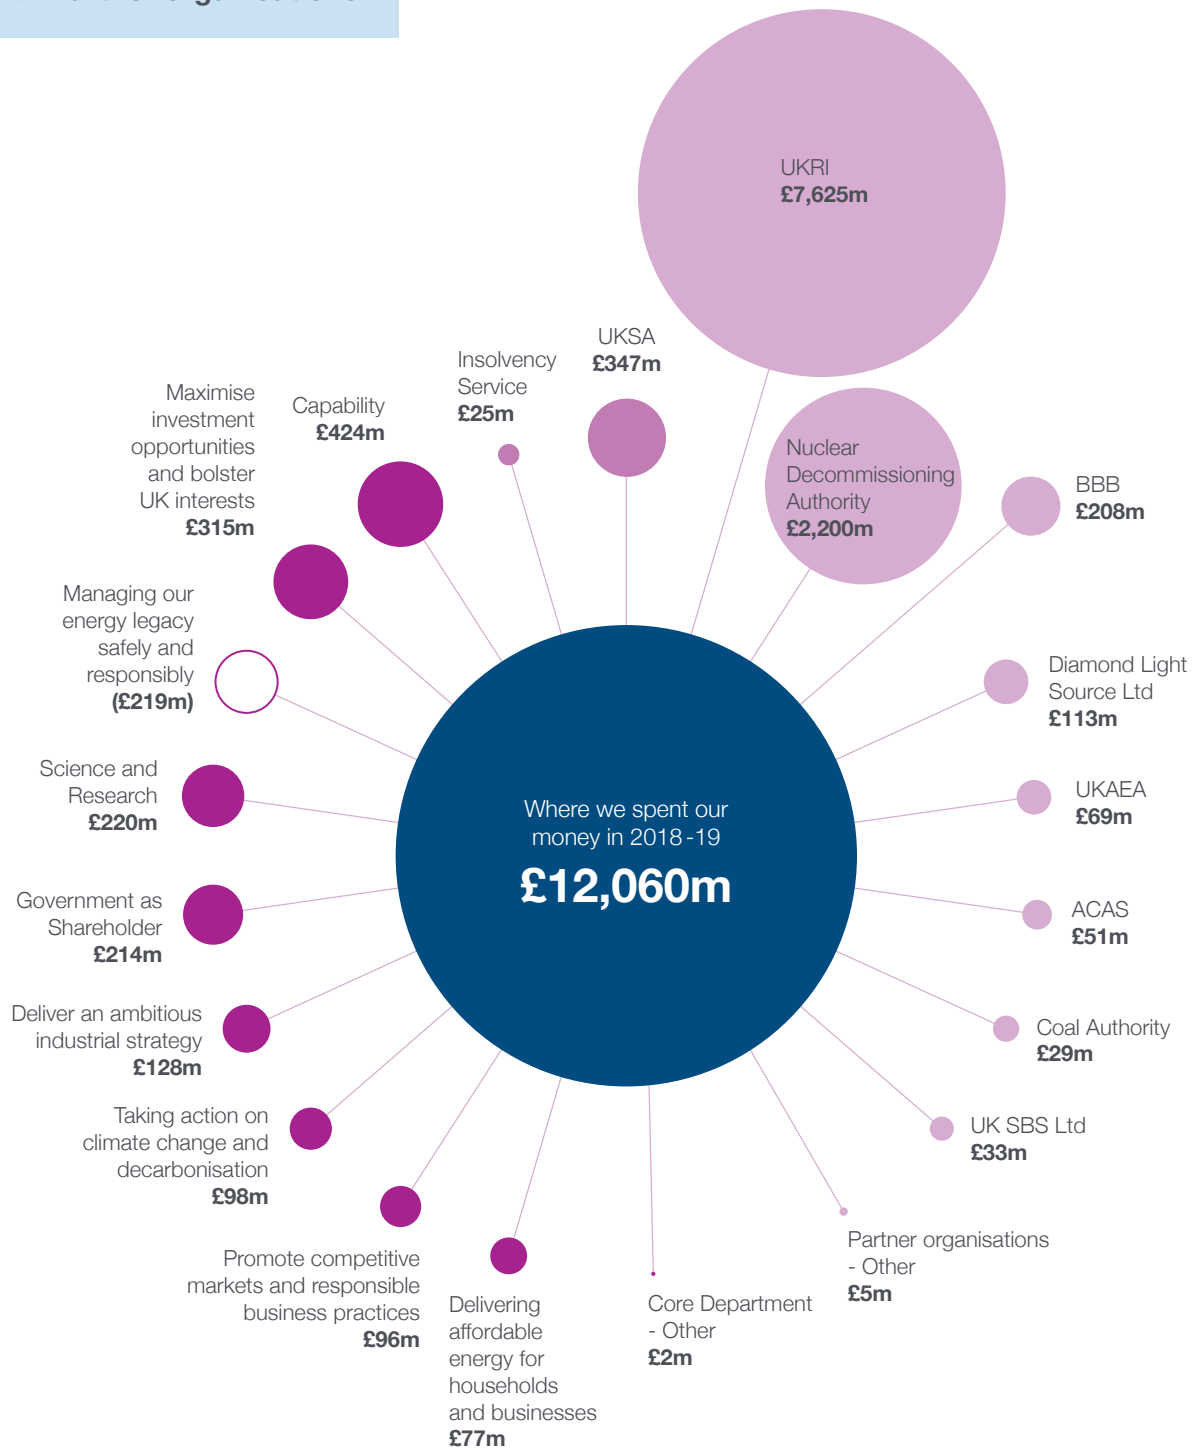 UKRI
£7,625m
UKSA
£347m
Insolvency
Service
£25m
Capability
£424m
Maximise
investment
opportunities
and bolster
UK interests
£315m
Nuclear
Decommissioning
Authority
£2,200m
BBB
£208m
Managing our
energy legacy
safely and
responsibly
(£219m)
Diamond Light
Source Ltd
£113m
Science and
Research
£220m
Where we spent our
money in 2018-19
£12,060m
UKAEA
£69m
Government as
Shareholder
£214m
ACAS
£51m
Deliver an ambitious
industrial strategy
£128m
Coal Authority
£29m
Taking action on
climate change and
decarbonisation
£98m
UK SBS Ltd
£33m
Promote competitive
markets and responsible
business practices
£96m
Delivering
affordable
energy for
households
and businesses
£77m
Core Department
- Other
£2m
Partner organisations
- Other
£5m